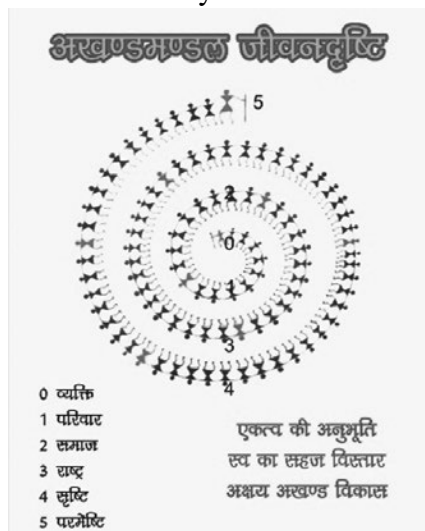 अखण्डमण्डल जीवनदृष्टि
5
2
0
1
3
4
0 व्यक्ति
1 परिवार
2 समाज
3 राष्ट्र
4 सृष्टि
5 परमेष्टि
एकत्व की अनुभूति
स्व का सहज विस्तार
अक्षय अखण्ड विकास